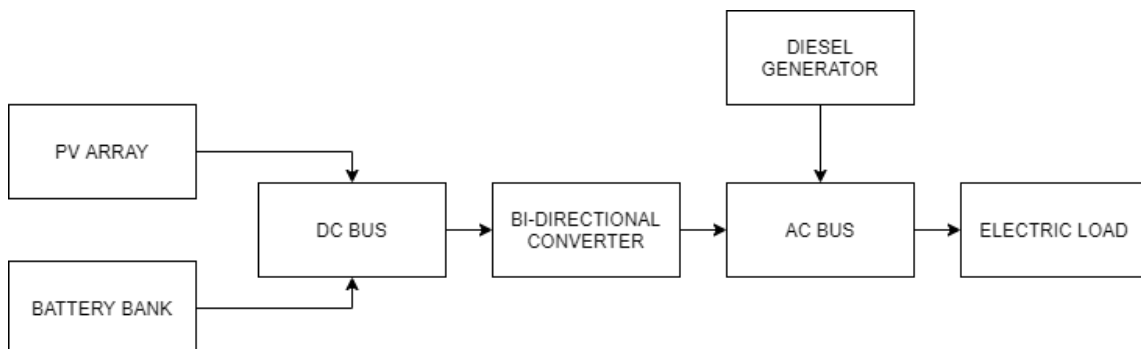 DIESEL
GENERATOR
PV ARRAY
DC BUS
BI-DIRECTIONAL
CONVERTER
AC BUS
ELECTRIC LOAD
BATTERY BANK